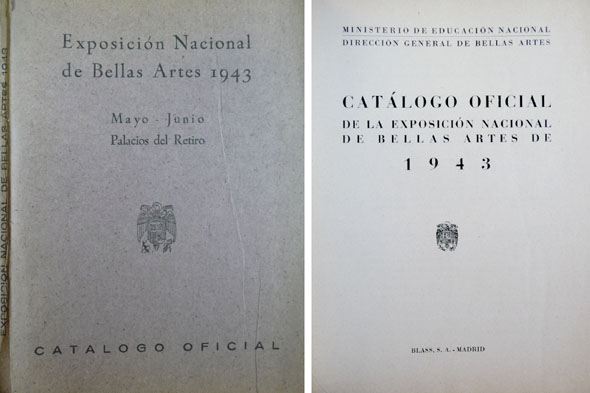 EXPOSICION NACIONAL DE BELLAS ARTES 1943
Exposición Nacional
de Bellas Artes 1943
Mayo - Junio
Palacios del Retiro
CATALOGO OFICIAL
MINISTERIO DE EDUCACIÓN NACIONAL
DIRECCIÓN GENERAL DE BELLAS ARTES
CATÁLOGO OFICIAL
DE LA EXPOSICIÓN NACIONAL
DE BELLAS ARTES DE
1943
BLASS, S. A. - MADRID